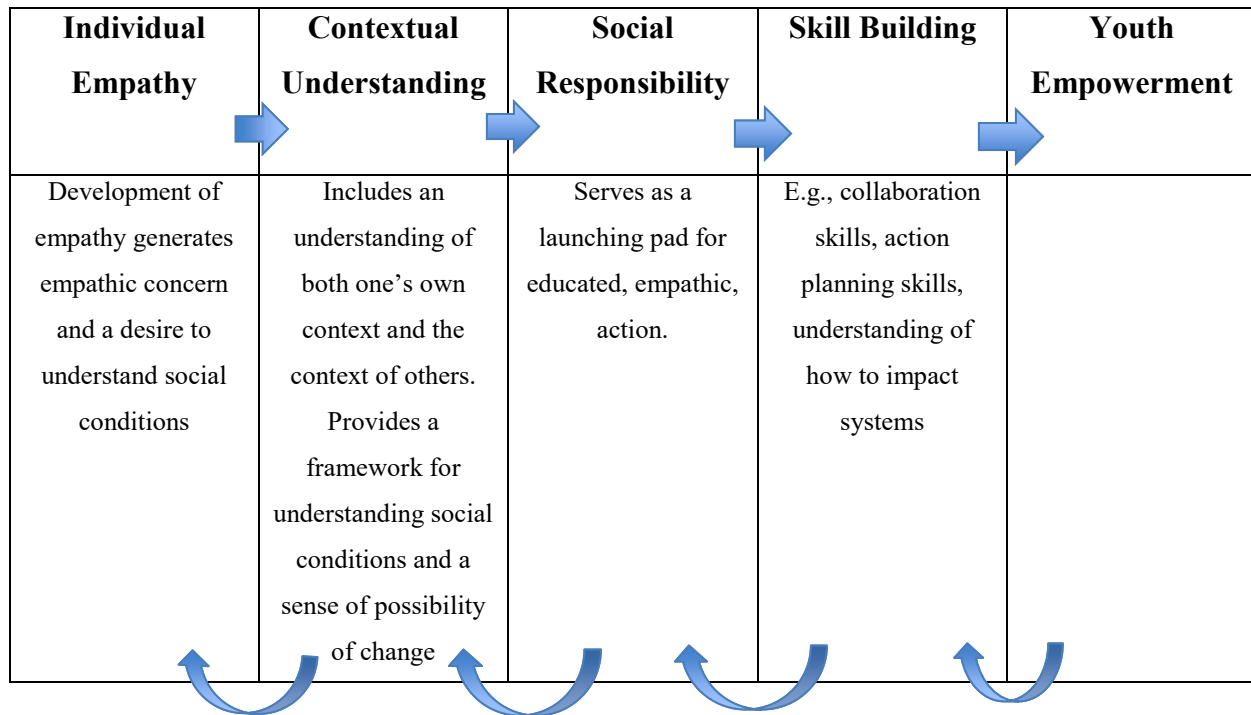 Individual
Empathy
Contextual
Understanding
Social
Responsibility
Skill Building
Youth
Empowerment
Development of
empathy generates
empathic concern
and a desire to
understand social
conditions
Includes an
understanding of
both one’s own
context and the
context of others.
Provides a
framework for
understanding social
conditions and a
sense of possibility
of change
Serves as a
launching pad for
educated, empathic,
action.
E.g., collaboration
skills, action
planning skills,
understanding of
how to impact
systems